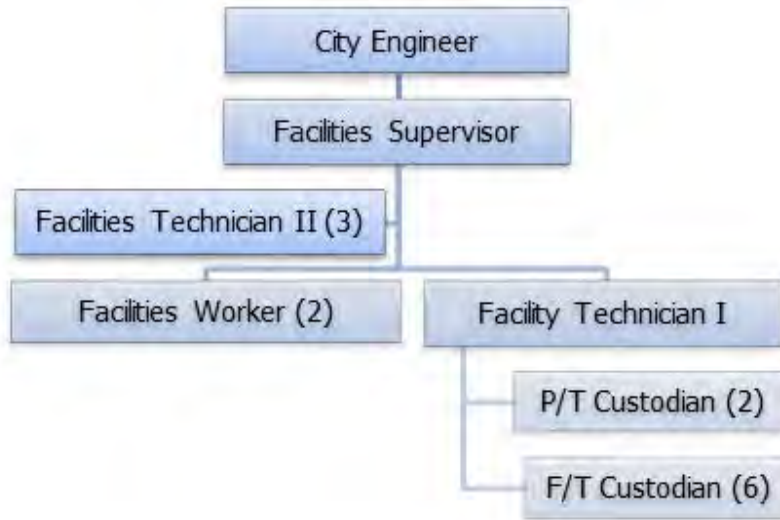 City Engineer
Facilities Supervisor
Facilities Technician II (3)
Facilities Worker (2)
Facility Technician I
P/T Custodian (2)
F/T Custodian (6)